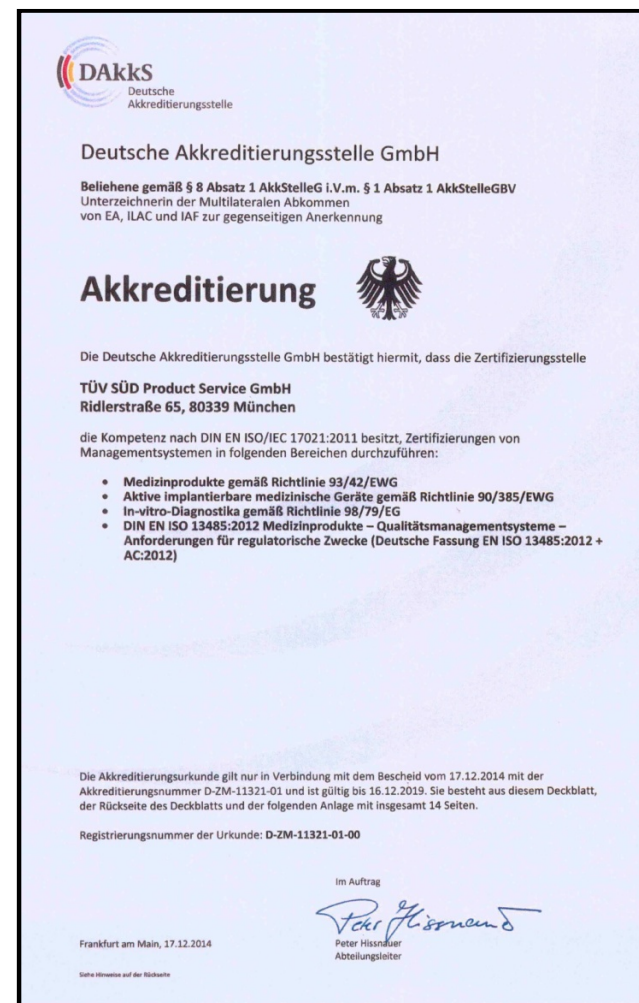 DAkkS
Deutsche
Akkreditierungsstelle
Deutsche Akkreditierungsstelle GmbH
Beliehene gemäß § 8 Absatz 1 AkkStelleG i.V.m. § 1 Absatz 1 AkkStelleGBV
Unterzeichnerin der Multilateralen Abkommen
von EA, ILAC und IAF zur gegenseitigen Anerkennung
Akkreditierung
Die Deutsche Akkreditierungsstelle GmbH bestätigt hiermit, dass die Zertifizierungsstelle
TÜV SÜD Product Service GmbH
Ridlerstraße 65, 80339 München
die Kompetenz nach DIN EN ISO/IEC 17021:2011 besitzt, Zertifizierungen von
Managementsystemen in folgenden Bereichen durchzuführen:
• Medizinprodukte gemäß Richtlinie 93/42/EWG
• Aktive implantierbare medizinische Geräte gemäß Richtlinie 90/385/EWG
• In-vitro-Diagnostika gemäß Richtlinie 98/79/EG
• DIN EN ISO 13485:2012 Medizinprodukte – Qualitätsmanagementsysteme –
Anforderungen für regulatorische Zwecke (Deutsche Fassung EN ISO 13485:2012 +
AC:2012)
Die Akkreditierungsurkunde gilt nur in Verbindung mit dem Bescheid vom 17.12.2014 mit der
Akkreditierungsnummer D-ZM-11321-01 und ist gültig bis 16.12.2019. Sie besteht aus diesem Deckblatt,
der Rückseite des Deckblatts und der folgenden Anlage mit insgesamt 14 Seiten.
Registrierungsnummer der Urkunde: D-ZM-11321-01-00
Im Auftrag
Peter Hissnauer
Frankfurt am Main, 17.12.2014
Peter Hissnauer
Abteilungsleiter
Siehe Hinweise auf der Rückseite